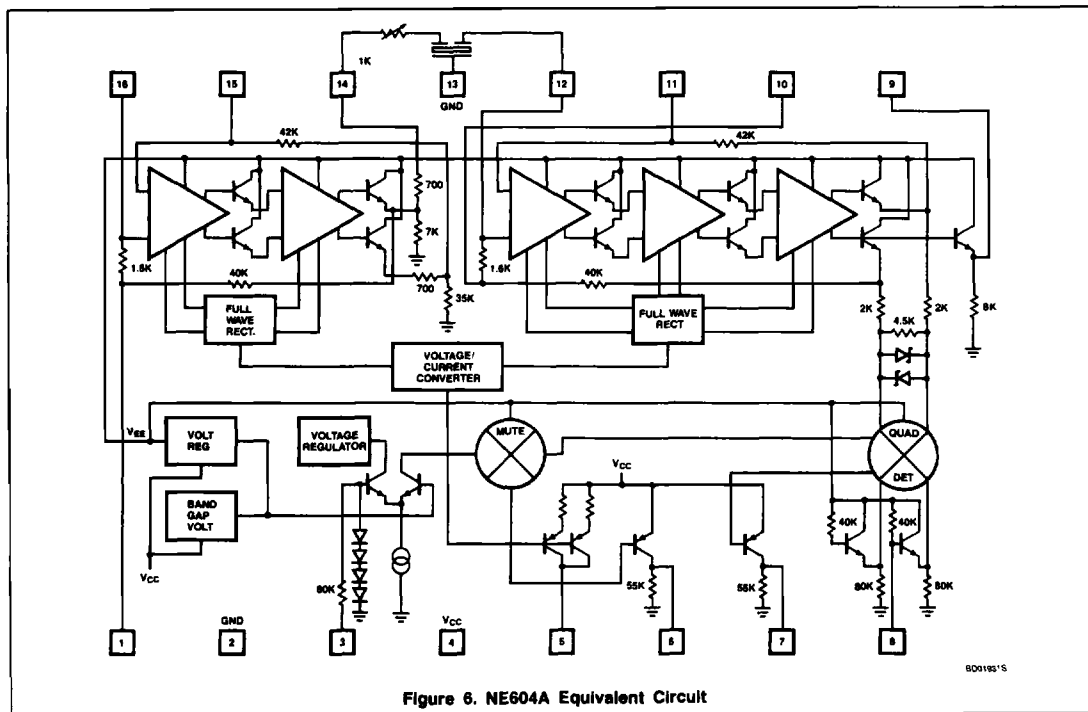 1K
16
15
14
13
12
11
10
9
GND
42K
42K
700
7K
1.6K
40K
700
35K
1.6K
40K
2K
2K
8K
4.5K
FULL
WAVE
RECT.
FULL WAVE
RECT
VOLTAGE/
CURRENT
CONVERTER
VEE
VOLT
REG
VOLTAGE
REGULATOR
MUTE
QUAD
DET
VCC
BAND
GAP
VOLT
VCC
40K
40K
80K
55K
55K
80K
80K
GND
VCC
1
2
3
4
5
6
7
8
BD01931S
Figure 6. NE604A Equivalent Circuit